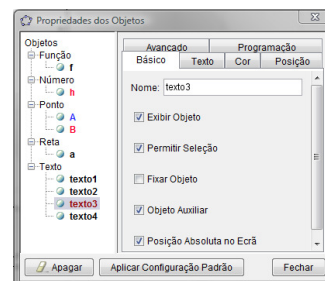 Propriedades dos Objetos
Objetos
Função
f
Número
h
Ponto
A
B
Reta
a
Texto
texto1
texto2
texto3
texto4
Avançado
Programação
Básico
Texto
Cor
Posição
Nome: texto3
Exibir Objeto
Permitir Seleção
Fixar Objeto
Objeto Auxiliar
Posição Absoluta no Ecrã
Apagar
Aplicar Configuração Padrão
Fechar